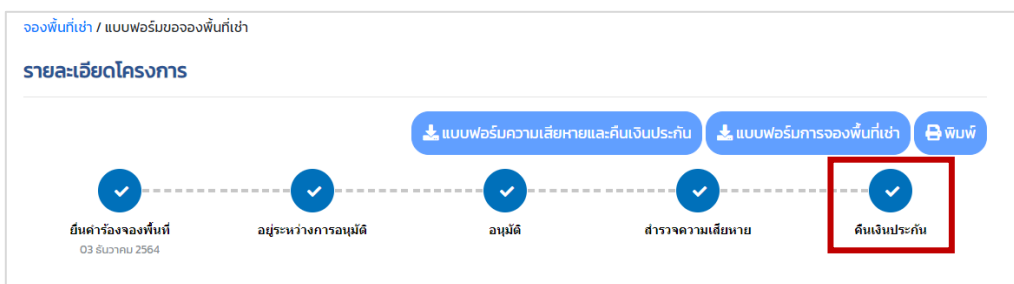 จองพื้นที่เช่า / แบบฟอร์มขอจองพื้นที่เช่า
รายละเอียดโครงการ
แบบฟอร์มความเสียหายและคืนเงินประกัน แบบฟอร์มการจองพื้นที่เช่า พิมพ์
ยื่นคำร้องจองพื้นที่ อยู่ระหว่างการอนุมัติ อนุมัติ สำรวจความเสียหาย คืนเงินประกัน
03 ธันวาคม 2564